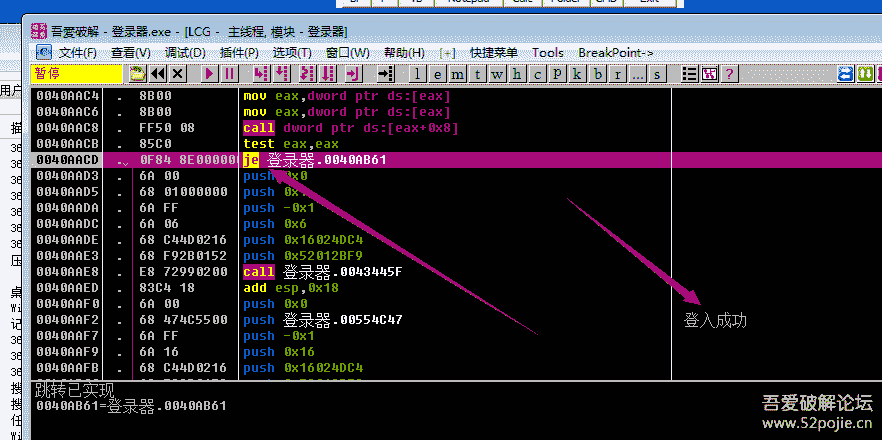 吾爱破解 - 登录器.exe - [LCG - 主线程, 模块 - 登录器]
文件(F) 查看(V) 调试(D) 插件(P) 选项(T) 窗口(W) 帮助(H) [+] 快捷菜单 Tools BreakPoint->
暂停 l e m t w h c p k b r ... s ?
0040AAC4 . 8B00 mov eax,dword ptr ds:[eax]
0040AAC6 . 8B00 mov eax,dword ptr ds:[eax]
0040AAC8 . FF50 08 call dword ptr ds:[eax+0x8]
0040AACB . 85C0 test eax,eax
0040AACD . 0F84 8E000000 je 登录器.0040AB61
0040AAD3 . 6A 00 push 0x0
0040AAD5 . 68 01000000 push
0040AADA . 6A FF push -0x1
0040AADC . 6A 06 push 0x6
0040AADE . 68 C44D0216 push 0x16024DC4
0040AAE3 . 68 F92B0152 push 0x52012BF9
0040AAE8 . E8 72990200 call 登录器.0043445F
0040AAED . 83C4 18 add esp,0x18
0040AAF0 . 6A 00 push 0x0
0040AAF2 . 68 474C5500 push 登录器.00554C47
登入成功
0040AAF7 . 6A FF push -0x1
0040AAF9 . 6A 16 push 0x16
0040AAFB . 68 C44D0216 push 0x16024DC4
跳转已实现
0040AB61=登录器.0040AB61
吾爱破解论坛
www.52pojie.cn